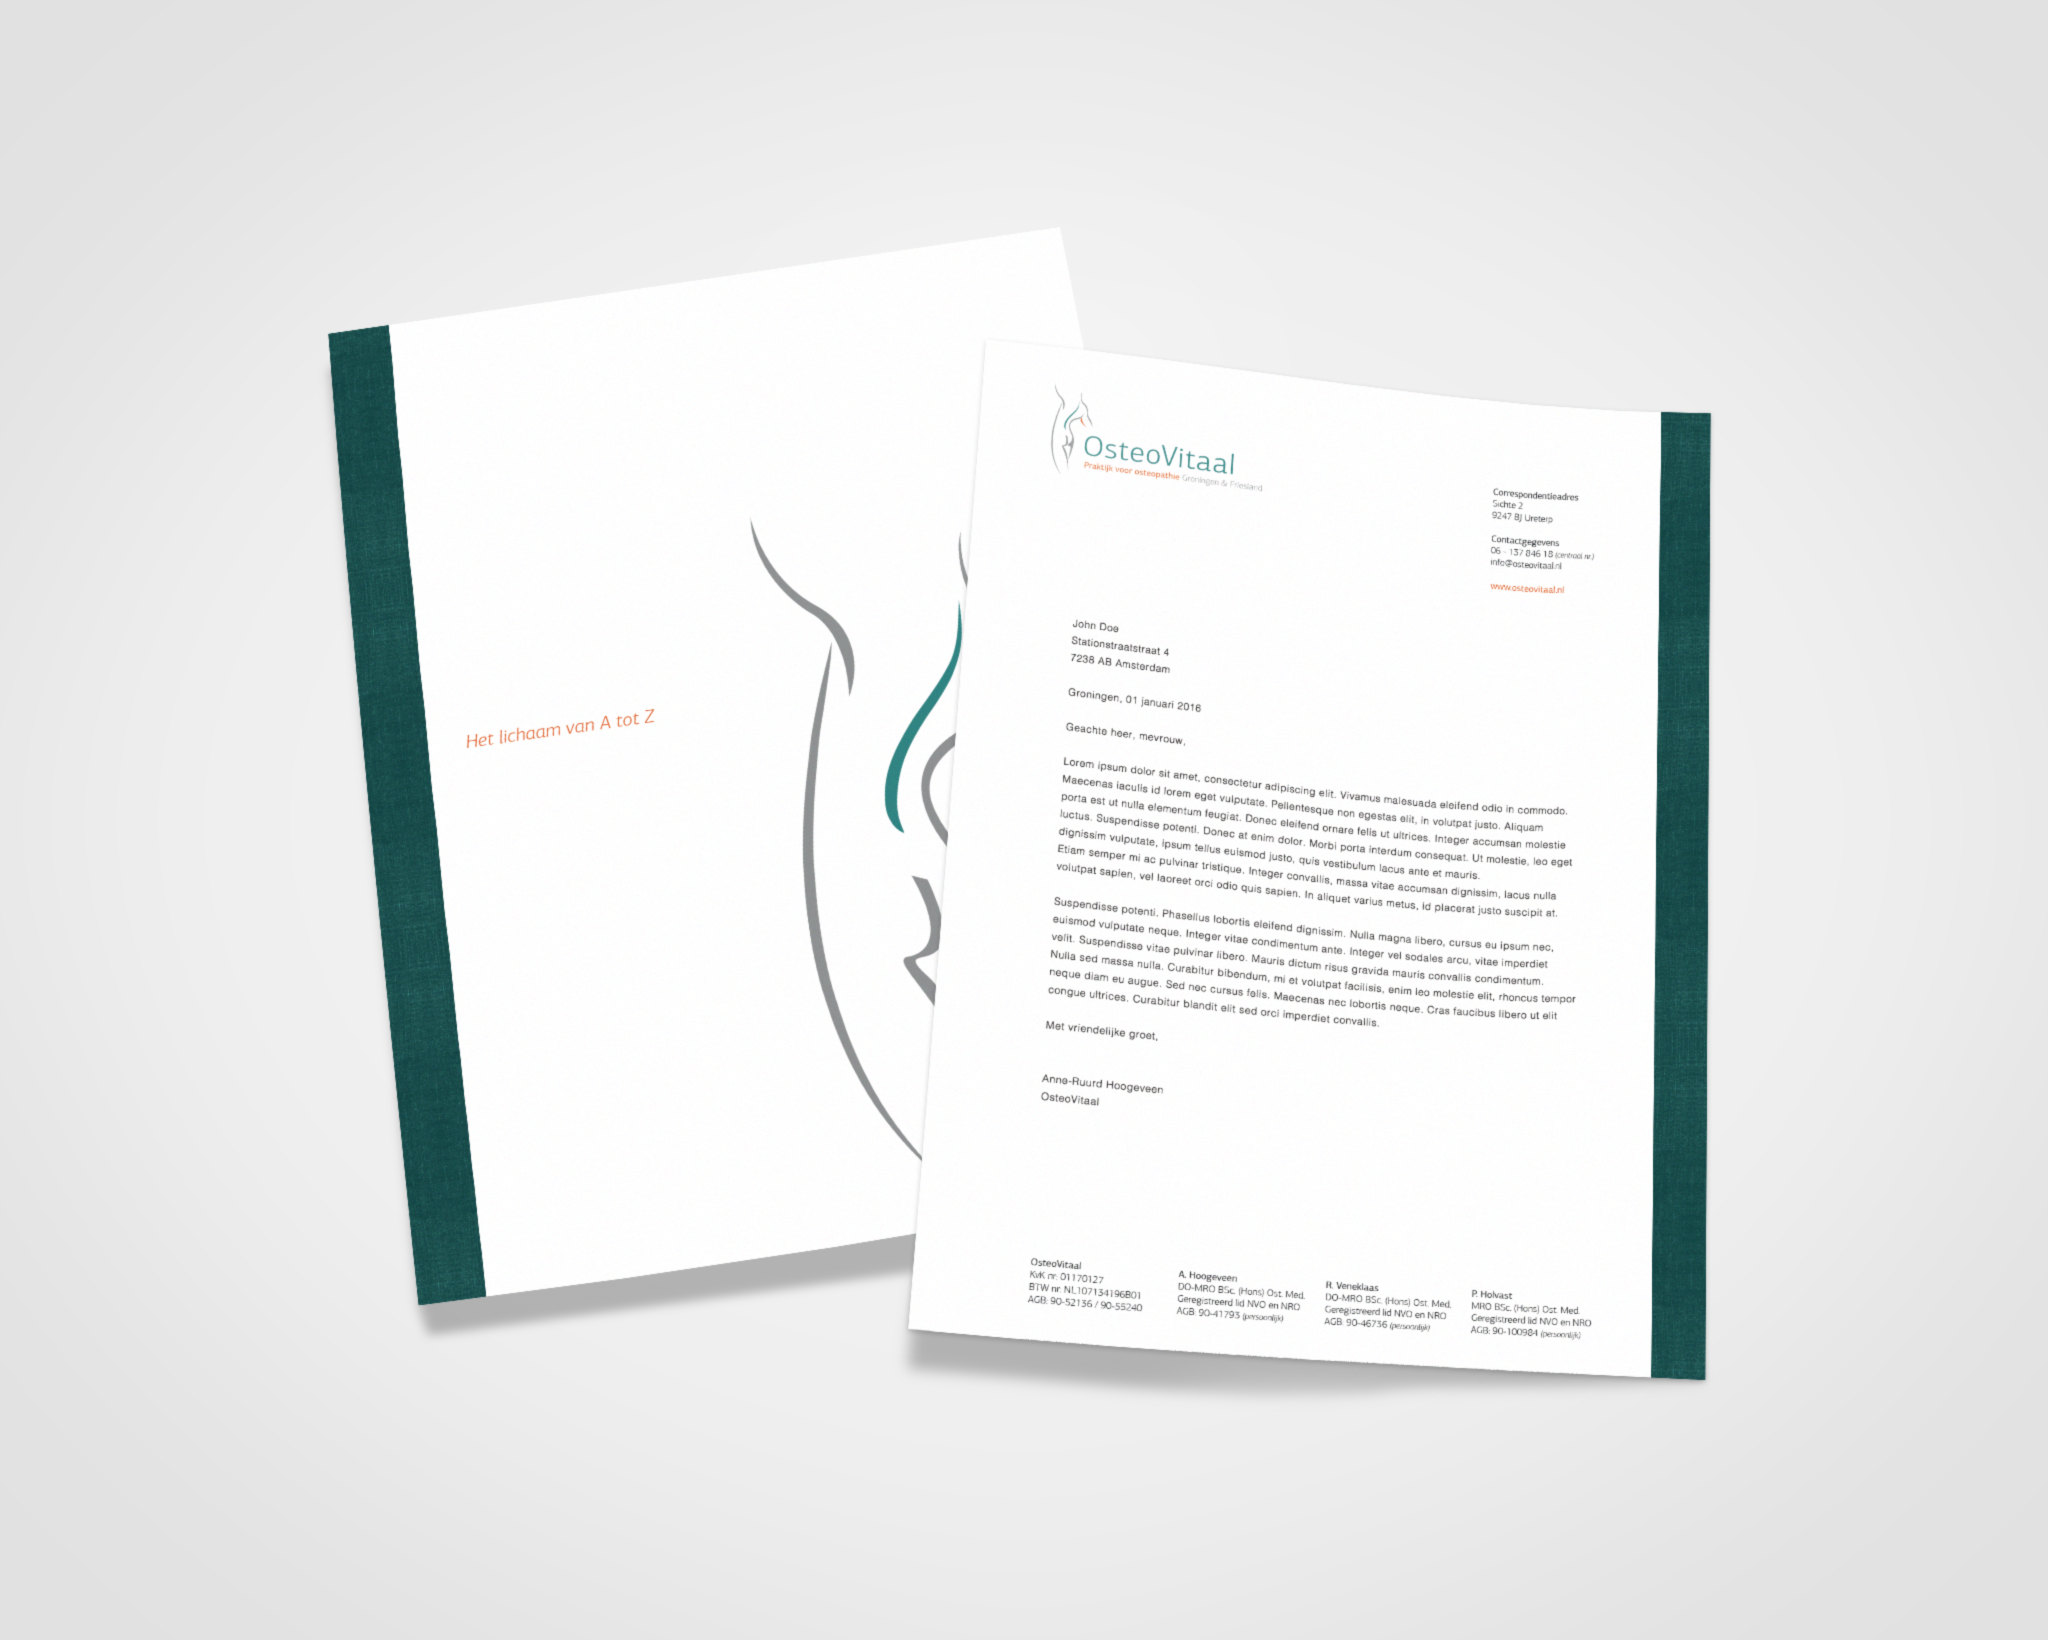 Het lichaam van A tot Z
OsteoVitaal
Praktijk voor osteopathie Groningen & Friesland
Correspondentieadres
Sichte 2
9247 BJ Ureterp
Contactgegevens
06 - 137 846 18 (centraal nr.)
info@osteovitaal.nl
www.osteovitaal.nl
John Doe
Stationstraatstraat 4
7238 AB Amsterdam
Groningen, 01 januari 2016
Geachte heer, mevrouw,
Lorem ipsum dolor sit amet, consectetur adipiscing elit. Vivamus malesuada eleifend odio in commodo.
Maecenas iaculis id lorem eget vulputate. Pellentesque non egestas elit, in volutpat justo. Aliquam
porta est ut nulla elementum feugiat. Donec eleifend ornare felis ut ultrices. Integer accumsan molestie
luctus. Suspendisse potenti. Donec at enim dolor. Morbi porta interdum consequat. Ut molestie, leo eget
dignissim vulputate, ipsum tellus euismod justo, quis vestibulum lacus ante et mauris.
Etiam semper mi ac pulvinar tristique. Integer convallis, massa vitae accumsan dignissim, lacus nulla
volutpat sapien, vel laoreet orci odio quis sapien. In aliquet varius metus, id placerat justo suscipit at.
Suspendisse potenti. Phasellus lobortis eleifend dignissim. Nulla magna libero, cursus eu ipsum nec,
euismod vulputate neque. Integer vitae condimentum ante. Integer vel sodales arcu, vitae imperdiet
velit. Suspendisse vitae pulvinar libero. Mauris dictum risus gravida mauris convallis condimentum.
Nulla sed massa nulla. Curabitur bibendum, mi et volutpat facilisis, enim leo molestie elit, rhoncus tempor
neque diam eu augue. Sed nec cursus felis. Maecenas nec lobortis neque. Cras faucibus libero ut elit
congue ultrices. Curabitur blandit elit sed orci imperdiet convallis.
Met vriendelijke groet,
Anne-Ruurd Hoogeveen
OsteoVitaal
OsteoVitaal
KvK nr: 01170127
BTW nr: NL107134196B01
AGB: 90-52136 / 90-55240
A. Hoogeveen
DO-MRO BSc. (Hons) Ost. Med.
Geregistreerd lid NVO en NRO
AGB: 90-41793 (persoonlijk)
R. Veneklaas
DO-MRO BSc. (Hons) Ost. Med.
Geregistreerd lid NVO en NRO
AGB: 90-46736 (persoonlijk)
P. Holvast
MRO BSc. (Hons) Ost. Med.
Geregistreerd lid NVO en NRO
AGB: 90-100984 (persoonlijk)